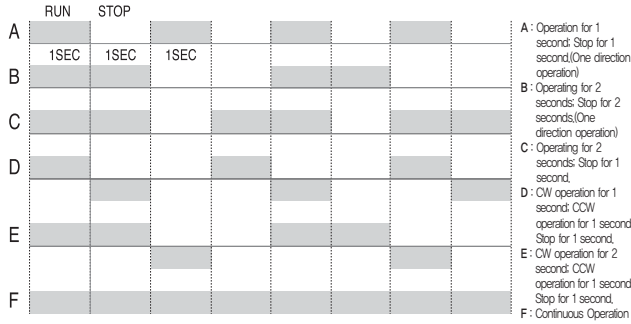 RUN STOP
A
1SEC 1SEC 1SEC
B
C
D
E
F
A : Operation for 1
second; Stop for 1
second,(One direction
operation)
B : Operating for 2
seconds; Stop for 2
seconds,(One
direction operation)
C : Operating for 2
seconds; Stop for 1
second,
D : CW operation for 1
second; CCW
operation for 1 second
Stop for 1 second,
E : CW operation for 2
second; CCW
operation for 1 second
Stop for 1 second,
F : Continuous Operation